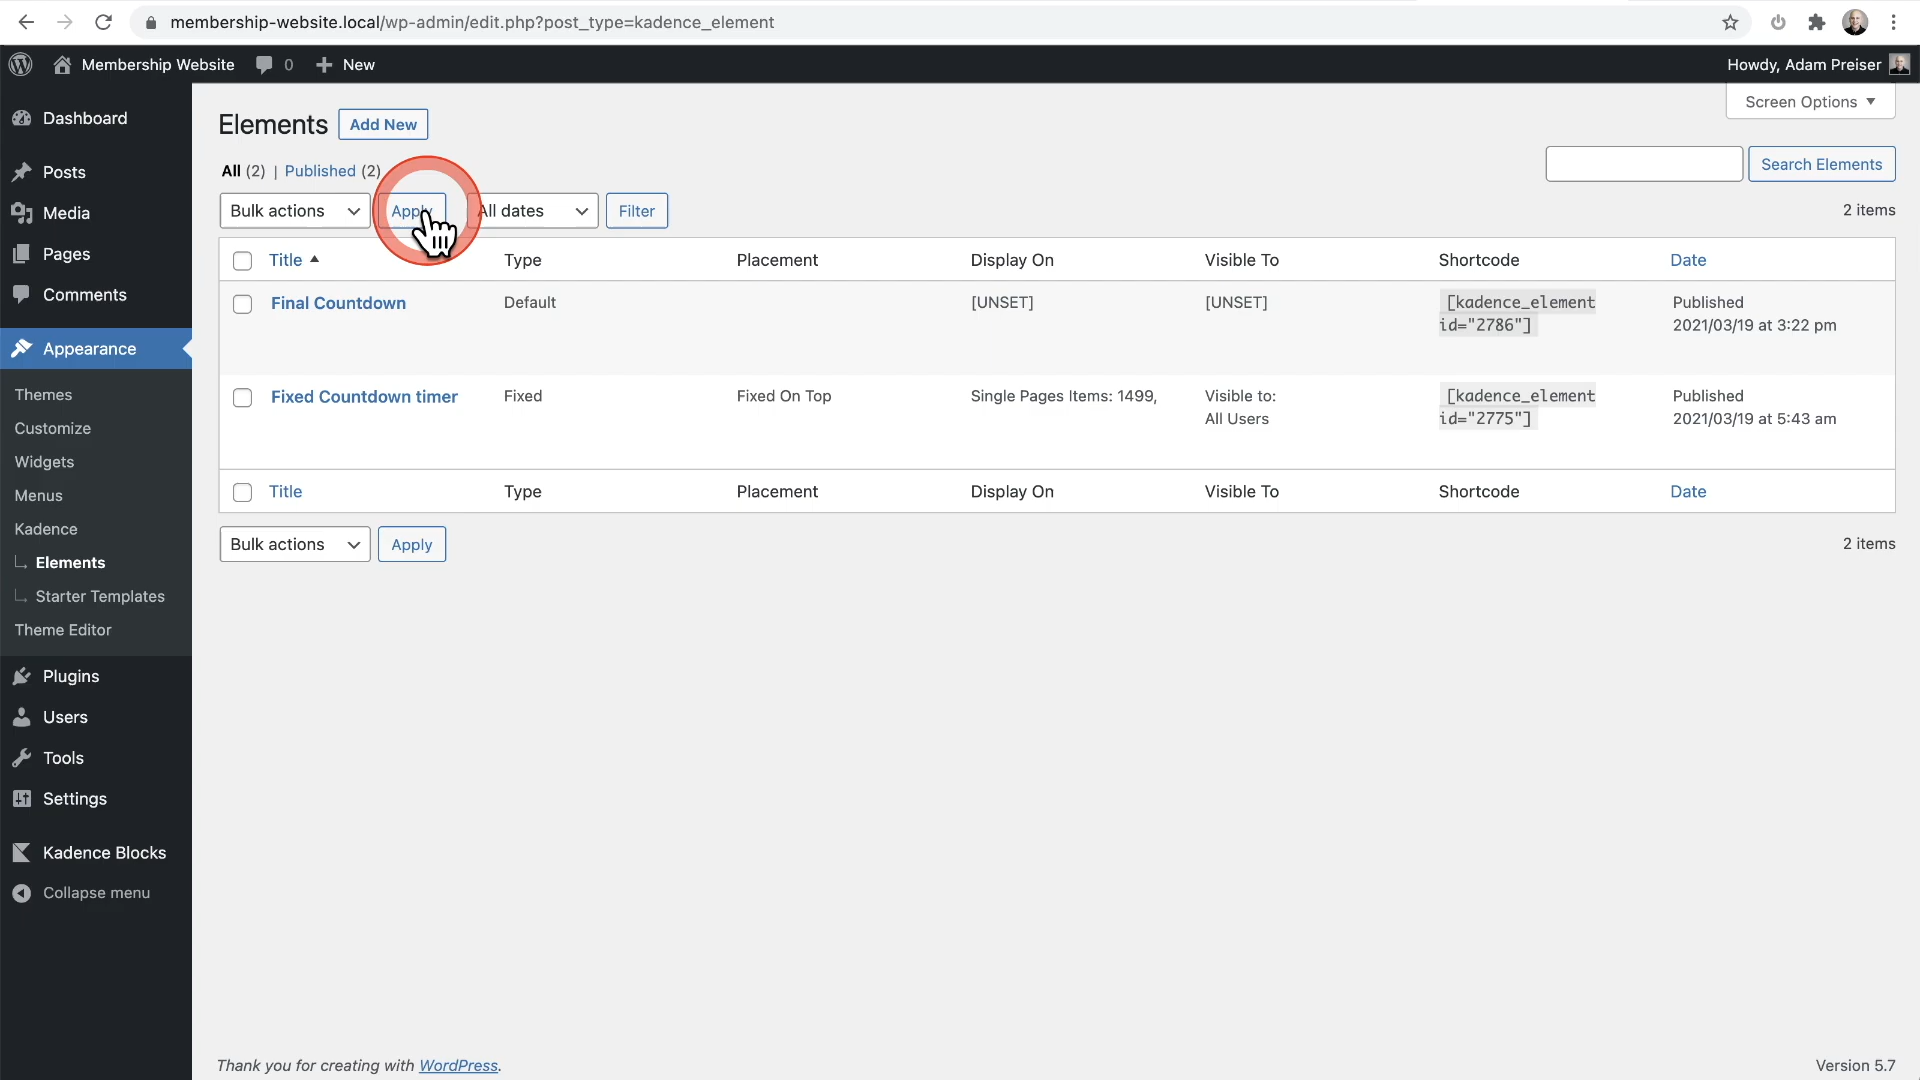 membership-website.local/wp-admin/edit.php?post_type=kadence_element
Membership Website
0
New
Howdy, Adam Preiser
Screen Options
Dashboard
Posts
Media
Pages
Comments
Appearance
Themes
Customize
Widgets
Menus
Kadence
Elements
Starter Templates
Theme Editor
Plugins
Users
Tools
Settings
Kadence Blocks
Collapse menu
Elements
Add New
All (2) | Published (2)
Search Elements
Bulk actions
Apply
All dates
Filter
2 items
Title Type Placement Display On Visible To Shortcode Date
Final Countdown Default [UNSET] [UNSET] [kadence_element Published
id="2786"] 2021/03/19 at 3:22 pm
Fixed Countdown timer Fixed Fixed On Top Single Pages Items: 1499, Visible to: [kadence_element Published
All Users id="2775"] 2021/03/19 at 5:43 am
Title Type Placement Display On Visible To Shortcode Date
Bulk actions
Apply
2 items
Thank you for creating with WordPress.
Version 5.7